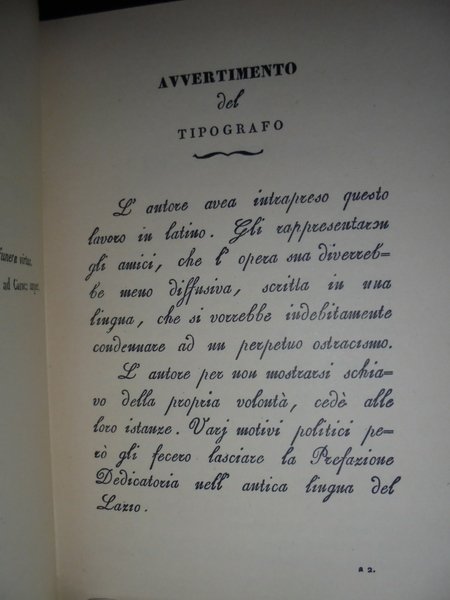 AVVERTIMENTO
del
TIPOGRAFO
L' autore avea intrapreso questo
lavoro in latino. Gli rappresentaron
gli amici, che l' opera sua diverreb=
be meno diffusiva, scritta in una
lingua, che si vorrebbe indebitamente
condennare ad un perpetuo ostracismo.
L' autore per non mostrarsi schia=
vo della propria volontà, cedè alle
loro istanze. Varj motivi politici pe=
rò gli fecero lasciare la Prefazione
Dedicatoria nell' antica lingua del
Lazio.
a 2.
funera virtus.